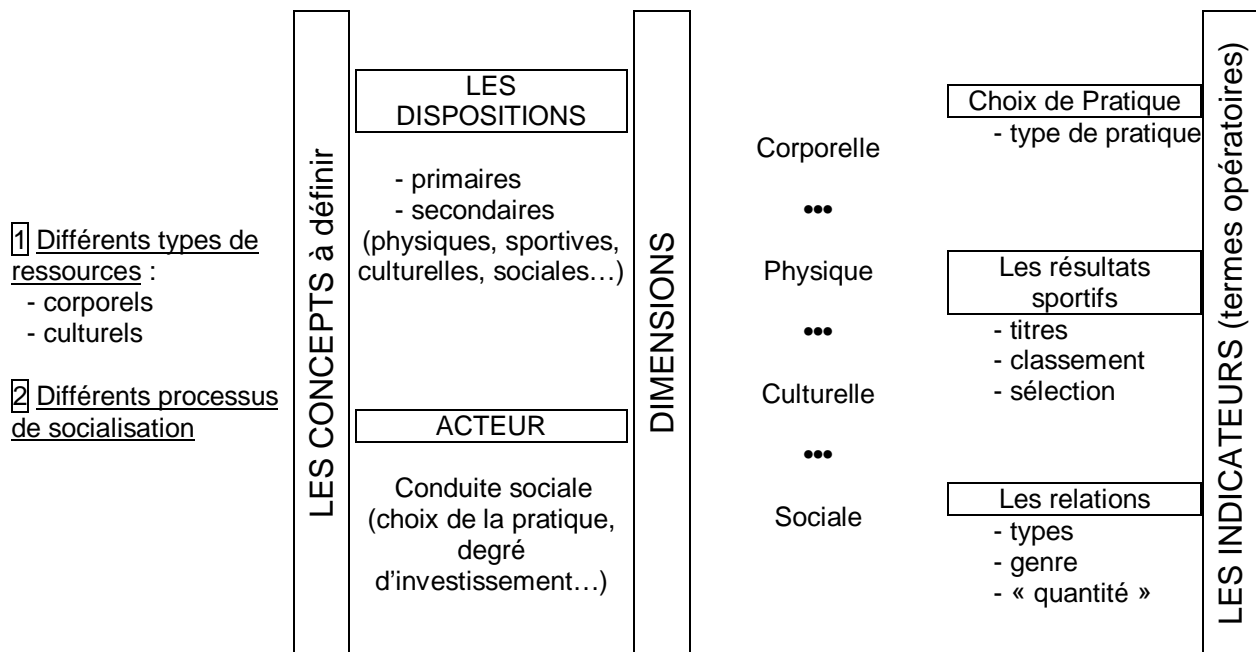 1 Différents types de
ressources :
- corporels
- culturels
2 Différents processus
de socialisation
LES CONCEPTS à définir
LES
DISPOSITIONS
- primaires
- secondaires
(physiques, sportives,
culturelles, sociales…)
ACTEUR
Conduite sociale
(choix de la pratique,
degré
d’investissement…)
DIMENSIONS
Corporelle
•••
Physique
•••
Culturelle
•••
Sociale
Choix de Pratique
- type de pratique
Les résultats
sportifs
- titres
- classement
- sélection
Les relations
- types
- genre
- « quantité »
LES INDICATEURS (termes opératoires)